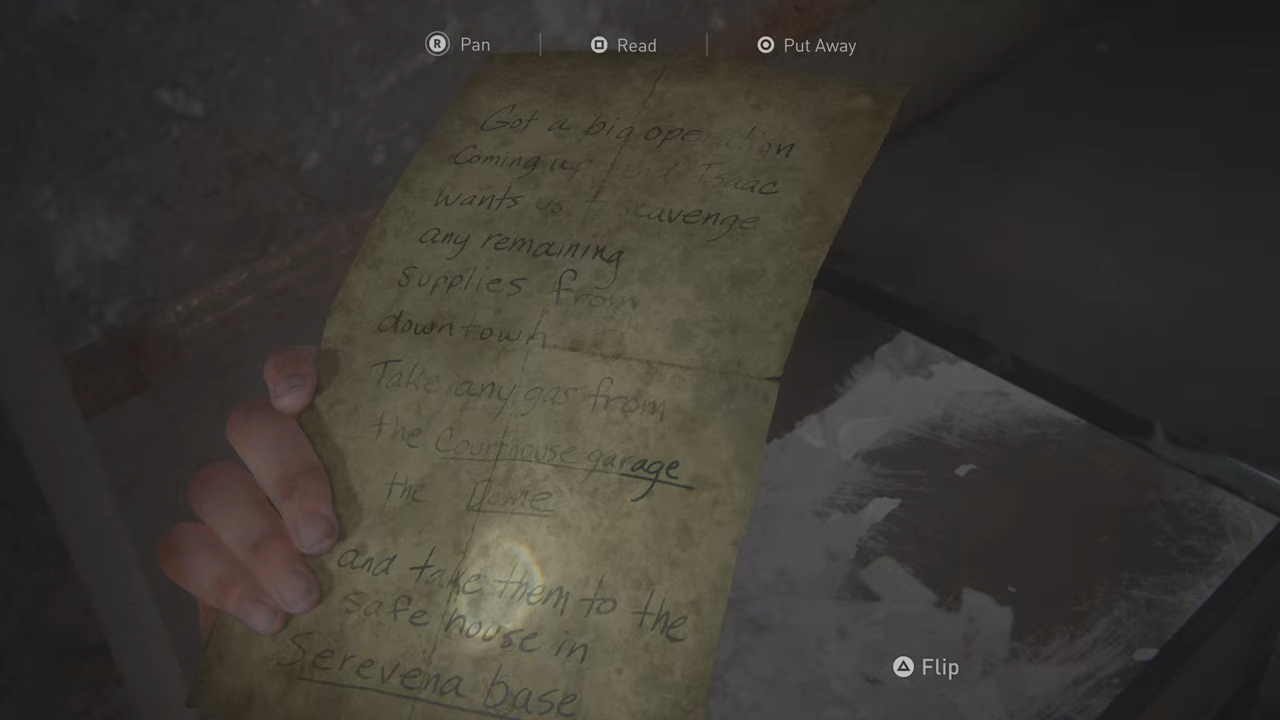 Pan
Read
Put Away
Got a big operation
Coming up and Isaac
wants us to scavenge
any remaining
Supplies from
downtown.
Take any gas from
the Courthouse garage
the Dome
and take them to the
safe house in
Serevena base
Flip